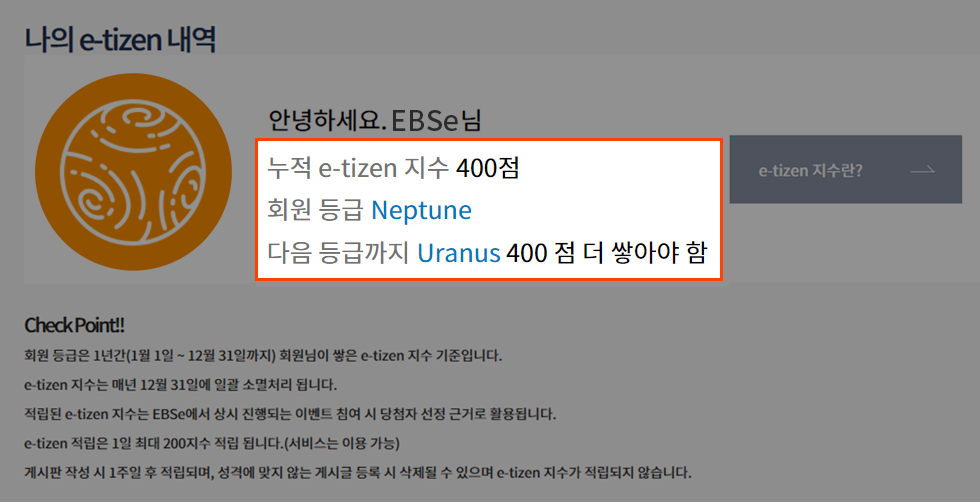 나의 e-tizen 내역
안녕하세요. EBSe님
누적 e-tizen 지수 400점
회원 등급 Neptune
다음 등급까지 Uranus 400 점 더 쌓아야 함
e-tizen 지수란?
Check Point!!
회원 등급은 1년간(1월 1일 ~ 12월 31일까지) 회원님이 쌓은 e-tizen 지수 기준입니다.
e-tizen 지수는 매년 12월 31일에 일괄 소멸처리 됩니다.
적립된 e-tizen 지수는 EBSe에서 상시 진행되는 이벤트 침여 시 당첨자 선정 근거로 활용됩니다.
e-tizen 적립은 1일 최대 200지수 적립 됩니다.(서비스는 이용 가능)
게시판 작성 시 1주일 후 적립되며, 성격에 맞지 않는 게시글 등록 시 삭제될 수 있으며 e-tizen 지수가 적립되지 않습니다.